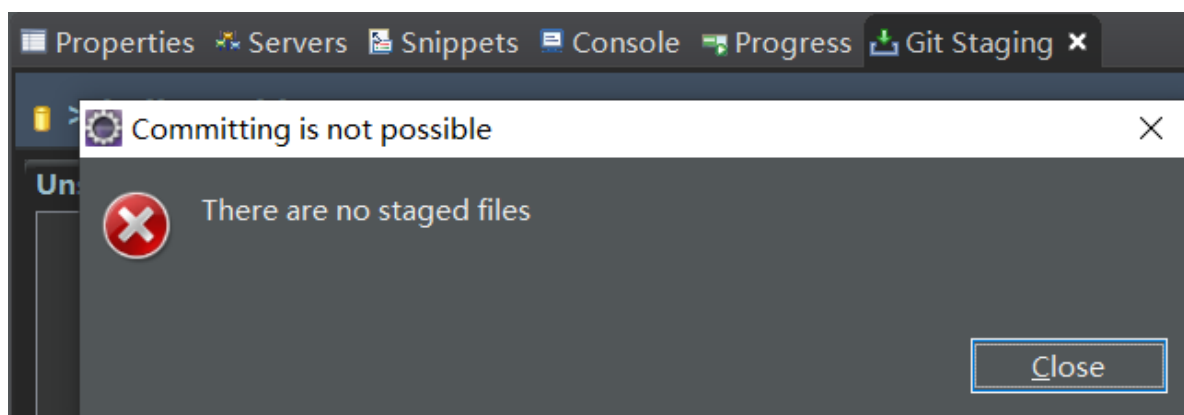 Properties Servers Snippets Console Progress Git Staging
Committing is not possible
There are no staged files
Close